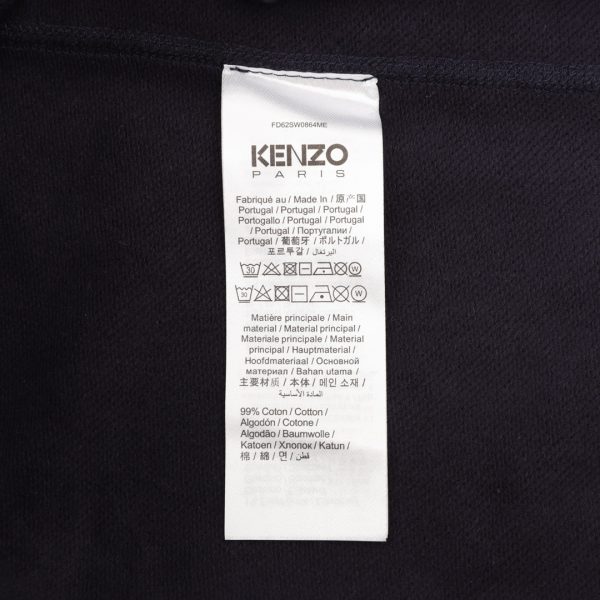 FD62SW0864ME
KENZO
PARIS
Fabriqué au / Made In / 原产国
Portugal / Portugal / Portugal /
Portogallo / Portugal / Portugal
/ Portugal / Португалии /
Portugal / 葡萄牙 / ポルトガル /
포르투갈 / البرتغال
30 W
30 W
Matière principale / Main
material / Material principal /
Materiale principale / Material
principal / Hauptmaterial /
Hoofdmateriaal / Основной
материал / Bahan utama /
主要材质 / 本体 / 메인 소재 /
المادة الأساسية
99% Coton / Cotton /
Algodón / Cotone /
Algodão / Baumwolle /
Katoen / Хлопок / Katun /
棉 / 綿 / 면 / قطن